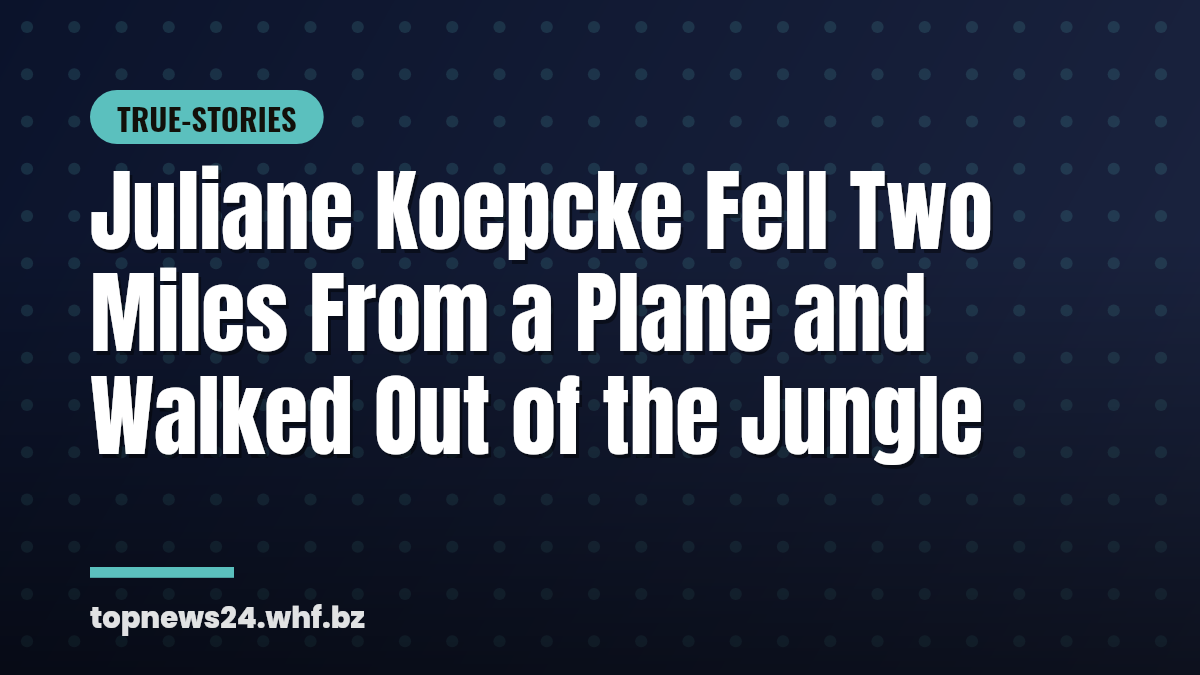 TRUE-STORIES
Juliane Koepcke Fell Two
Miles From a Plane and
Walked Out of the Jungle
topnews24.whf.bz